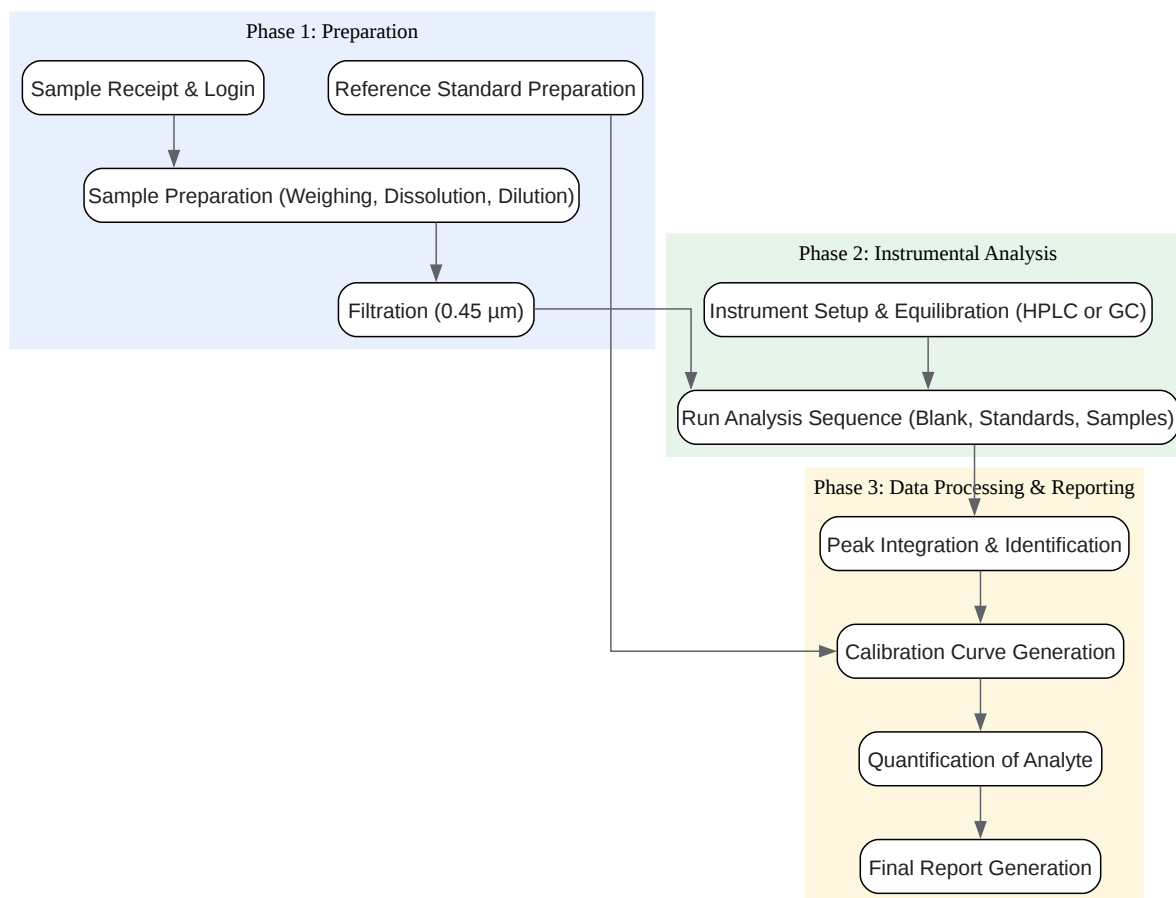 Phase 1: Preparation
Sample Receipt & Login
Reference Standard Preparation
Sample Preparation (Weighing, Dissolution, Dilution)
Filtration (0.45 µm)
Phase 2: Instrumental Analysis
Instrument Setup & Equilibration (HPLC or GC)
Run Analysis Sequence (Blank, Standards, Samples)
Phase 3: Data Processing & Reporting
Peak Integration & Identification
Calibration Curve Generation
Quantification of Analyte
Final Report Generation